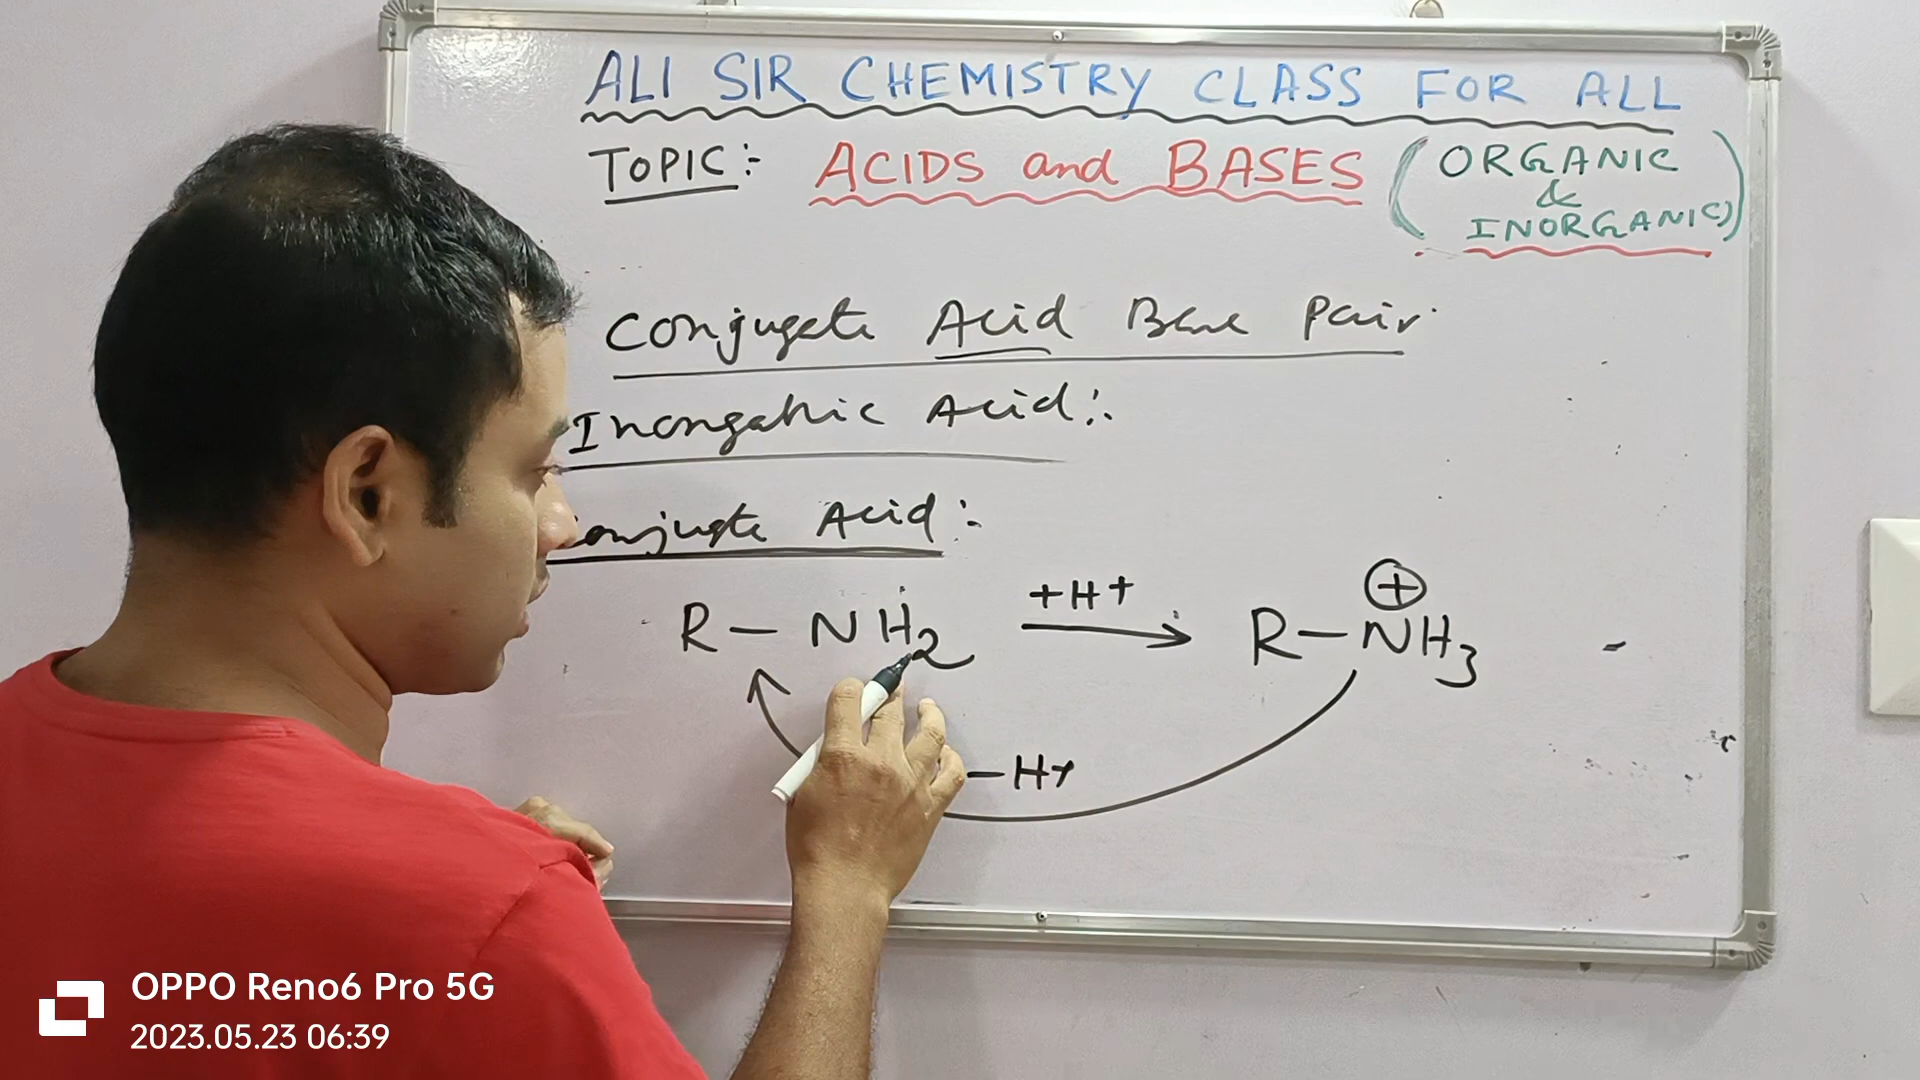 ALI SIR CHEMISTRY CLASS FOR ALL
TOPIC:- ACIDS and BASES (ORGANIC & INORGANIC)
Conjugate Acid Base Pair
Inorganic Acid:.
Conjugate Acid:-
R - NH2 +H+ → R - NH3 ⊕
-H+
OPPO Reno6 Pro 5G
2023.05.23 06:39